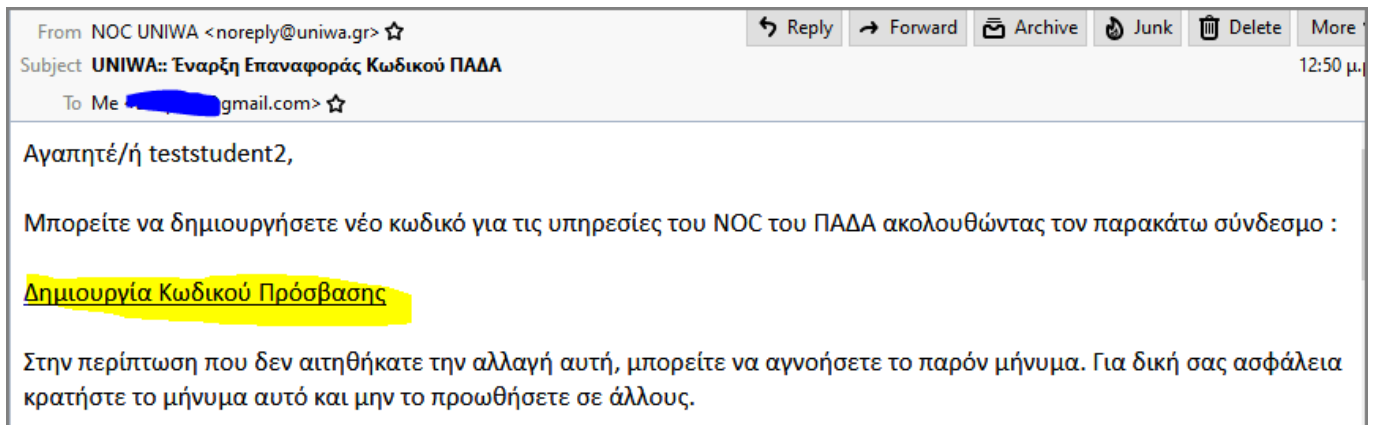 From NOC UNIWA <noreply@uniwa.gr> Reply Forward Archive Junk Delete More
Subject UNIWA:: Έναρξη Επαναφοράς Κωδικού ΠΑΔΑ 12:50
To Me gmail.com>
Αγαπητέ/ή teststudent2,
Μπορείτε να δημιουργήσετε νέο κωδικό για τις υπηρεσίες του NOC του ΠΑΔΑ ακολουθώντας τον παρακάτω σύνδεσμο :
Δημιουργία Κωδικού Πρόσβασης
Στην περίπτωση που δεν αιτηθήκατε την αλλαγή αυτή, μπορείτε να αγνοήσετε το παρόν μήνυμα. Για δική σας ασφάλεια
κρατήστε το μήνυμα αυτό και μην το προωθήσετε σε άλλους.